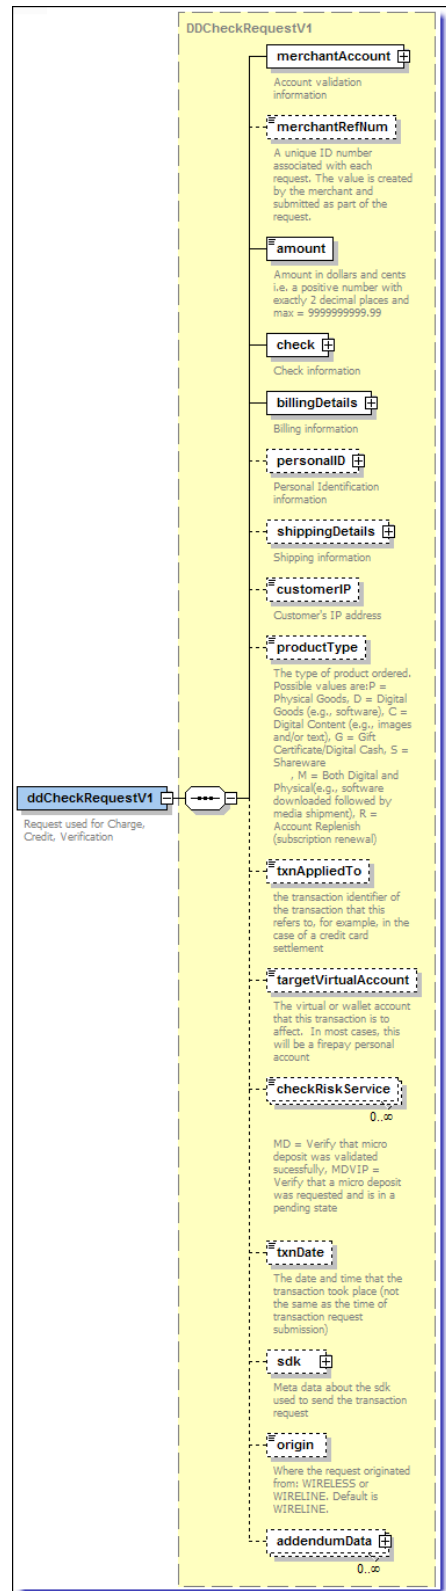 DDCheckRequestV1
merchantAccount
Account validation
information
merchantRefNum
A unique ID number
associated with each
request. The value is created
by the merchant and
submitted as part of the
request.
amount
Amount in dollars and cents
i.e. a positive number with
exactly 2 decimal places and
max = 9999999999.99
check
Check information
billingDetails
Billing information
personalID
Personal Identification
information
shippingDetails
Shipping information
customerIP
Customer's IP address
productType
The type of product ordered.
Possible values are:P =
Physical Goods, D = Digital
Goods (e.g., software), C =
Digital Content (e.g., images
and/or text), G = Gift
Certificate/Digital Cash, S =
Shareware
, M = Both Digital and
Physical(e.g., software
downloaded followed by
media shipment), R =
Account Replenish
(subscription renewal)
ddCheckRequestV1
Request used for Charge,
Credit, Verification
txnAppliedTo
the transaction identifier of
the transaction that this
refers to, for example, in the
case of a credit card
settlement
targetVirtualAccount
The virtual or wallet account
that this transaction is to
affect. In most cases, this
will be a firepay personal
account
checkRiskService
0..∞
MD = Verify that micro
deposit was validated
sucessfully, MDVIP =
Verify that a micro deposit
was requested and is in a
pending state
txnDate
The date and time that the
transaction took place (not
the same as the time of
transaction request
submission)
sdk
Meta data about the sdk
used to send the transaction
request
origin
Where the request originated
from: WIRELESS or
WIRELINE. Default is
WIRELINE.
addendumData
0..∞